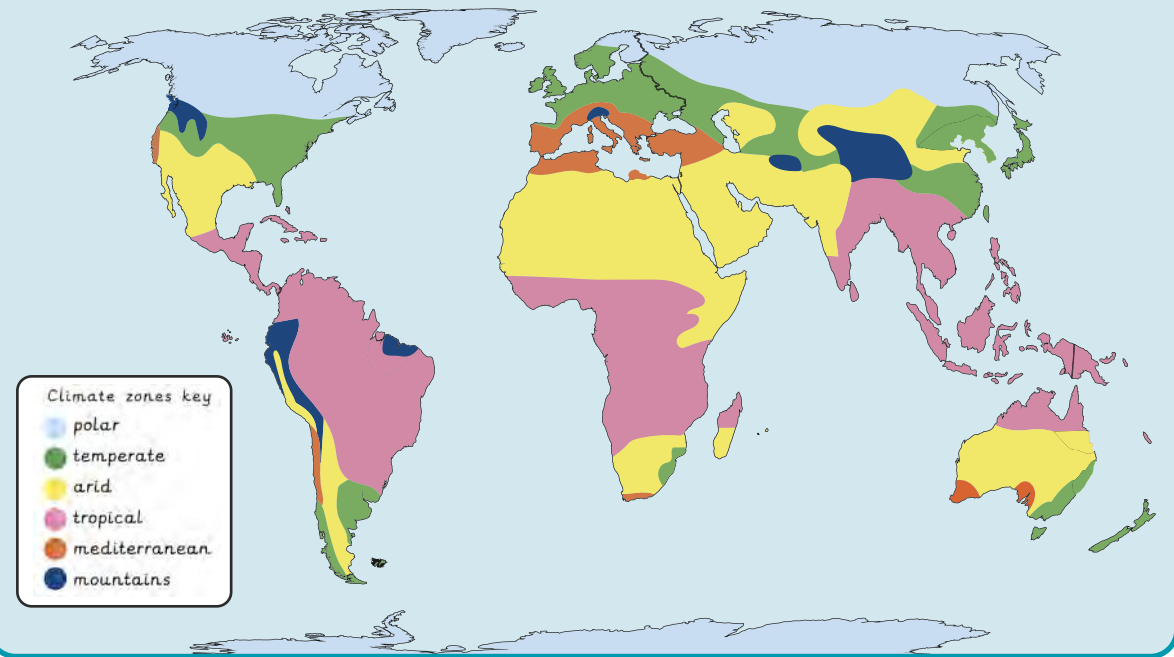 Climate zones key
polar
temperate
arid
tropical
mediterranean
mountains